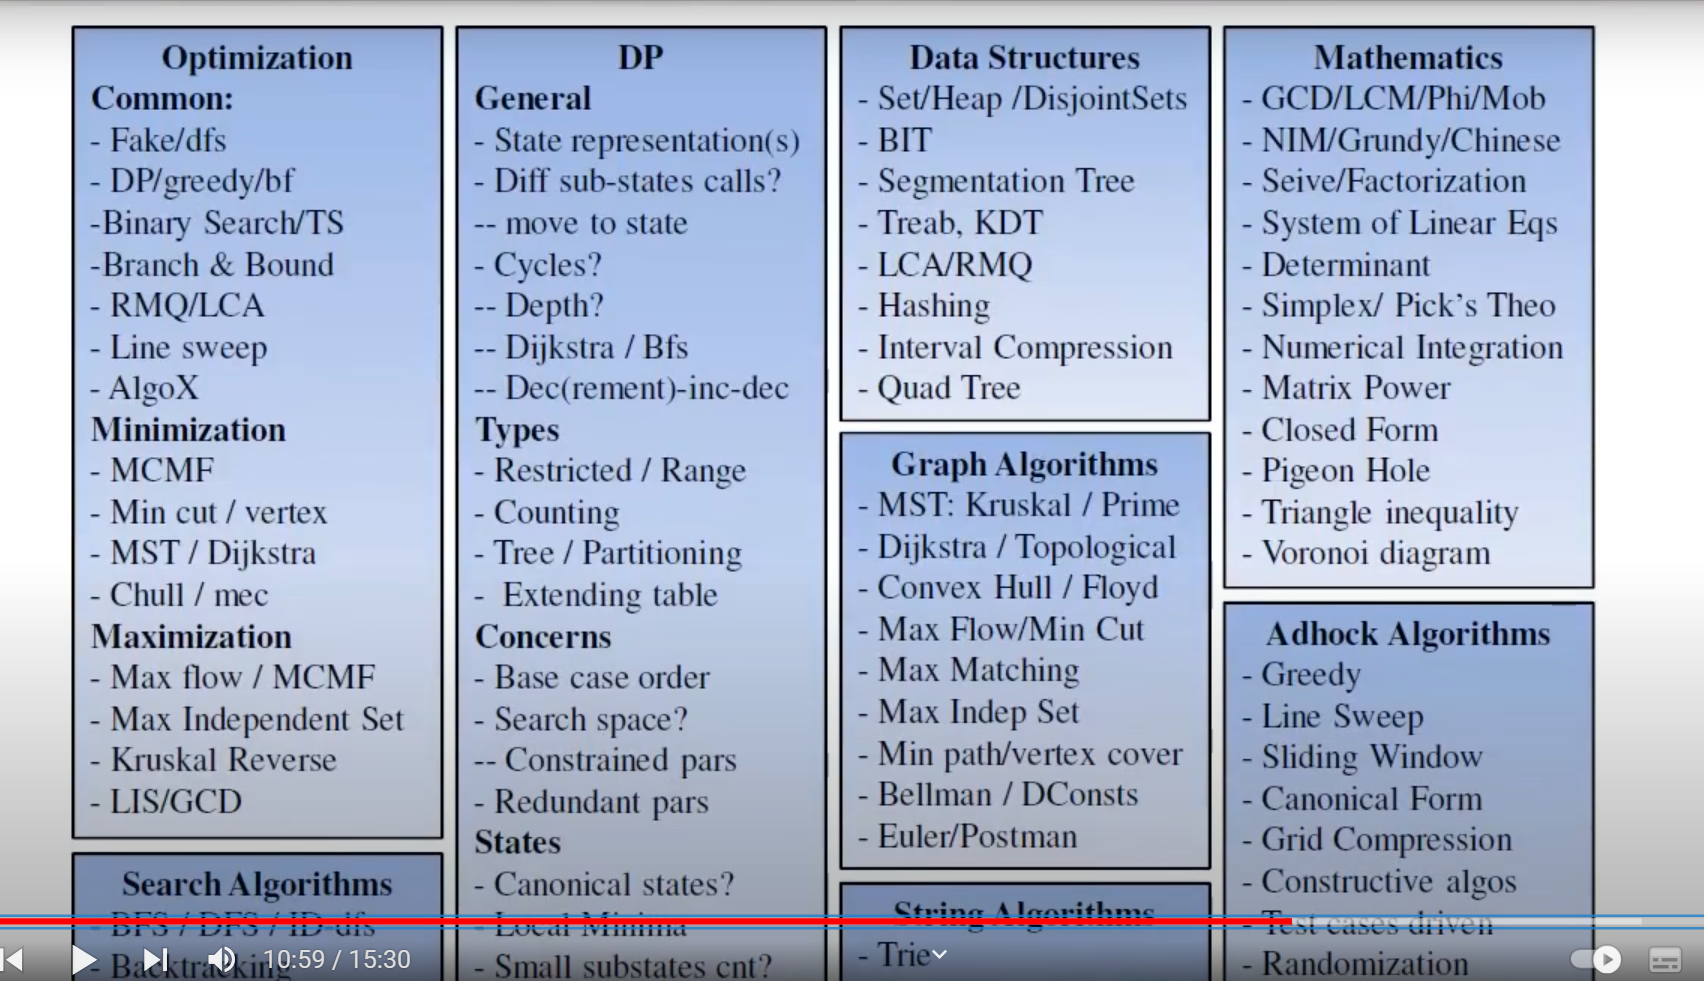 Optimization
Common:
- Fake/dfs
- DP/greedy/bf
-Binary Search/TS
-Branch & Bound
- RMQ/LCA
- Line sweep
- AlgoX
Minimization
- MCMF
- Min cut / vertex
- MST / Dijkstra
- Chull / mec
Maximization
- Max flow / MCMF
- Max Independent Set
- Kruskal Reverse
- LIS/GCD
Search Algorithms
- BFS / DFS / ID-dfs
- Backtracking
DP
General
- State representation(s)
- Diff sub-states calls?
-- move to state
- Cycles?
-- Depth?
-- Dijkstra / Bfs
-- Dec(rement)-inc-dec
Types
- Restricted / Range
- Counting
- Tree / Partitioning
- Extending table
Concerns
- Base case order
- Search space?
-- Constrained pars
- Redundant pars
States
- Canonical states?
- Local Minima
- Small substates cnt?
Data Structures
- Set/Heap /DisjointSets
- BIT
- Segmentation Tree
- Treab, KDT
- LCA/RMQ
- Hashing
- Interval Compression
- Quad Tree
Graph Algorithms
- MST: Kruskal / Prime
- Dijkstra / Topological
- Convex Hull / Floyd
- Max Flow/Min Cut
- Max Matching
- Max Indep Set
- Min path/vertex cover
- Bellman / DConsts
- Euler/Postman
String Algorithms
- Trie
Mathematics
- GCD/LCM/Phi/Mob
- NIM/Grundy/Chinese
- Seive/Factorization
- System of Linear Eqs
- Determinant
- Simplex/ Pick's Theo
- Numerical Integration
- Matrix Power
- Closed Form
- Pigeon Hole
- Triangle inequality
- Voronoi diagram
Adhock Algorithms
- Greedy
- Line Sweep
- Sliding Window
- Canonical Form
- Grid Compression
- Constructive algos
- Test cases driven
- Randomization
10:59 / 15:30